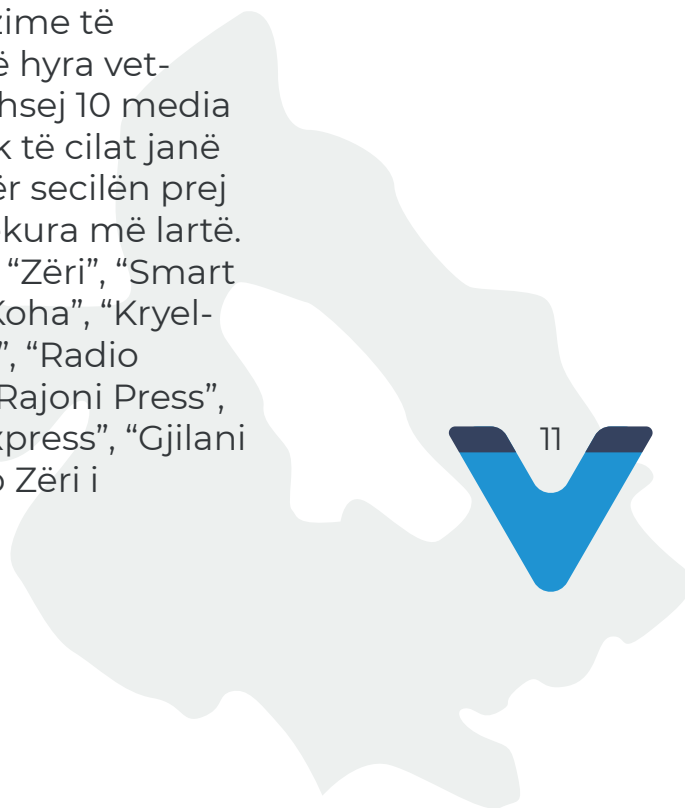 zime të
ë hyra vet-
hsej 10 media
k të cilat janë
ër secilën prej
kura më lartë.
“Zëri”, “Smart
Koha”, “Kryel-
”, “Radio
Rajoni Press”,
xpress”, “Gjilani
o Zëri i
11